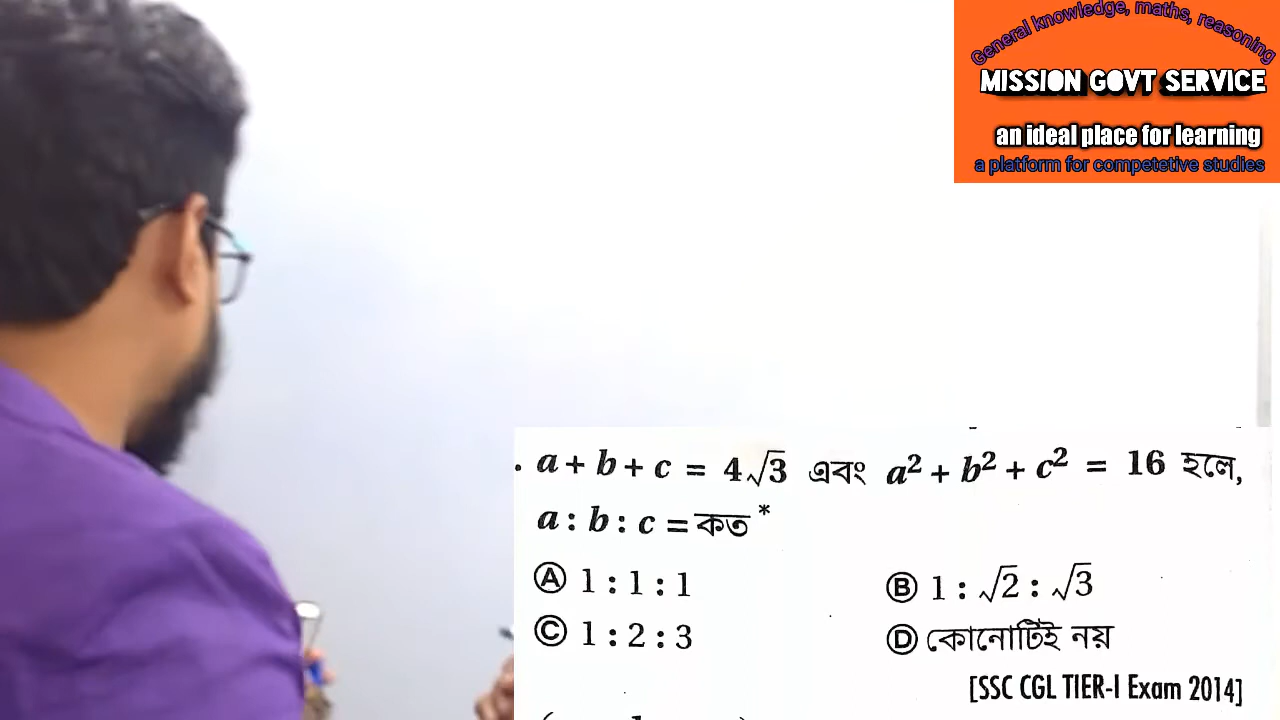 General knowledge, maths, reasoning
MISSION GOVT SERVICE
an ideal place for learning
a platform for competetive studies
. a + b + c = 4√3 এবং a² + b² + c² = 16 হলে,
a : b : c = কত *
Ⓐ 1 : 1 : 1 Ⓑ 1 : √2 : √3
Ⓒ 1 : 2 : 3 Ⓓ কোনোটিই নয়
[SSC CGL TIER-I Exam 2014]